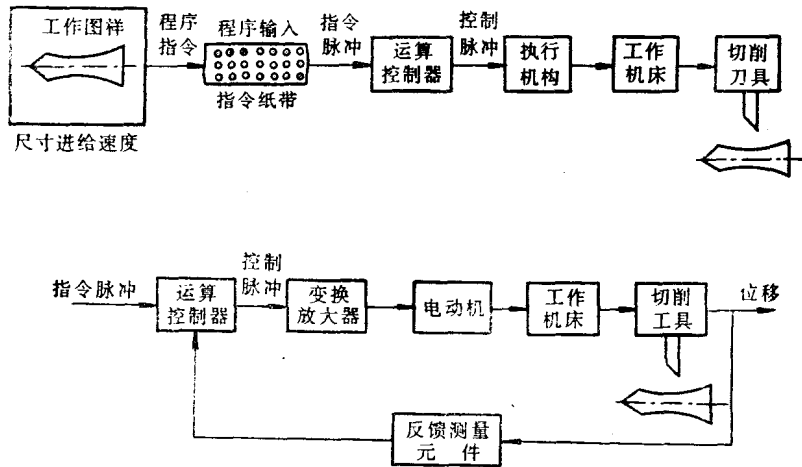 工作图样
尺寸进给速度
程序
指令
程序输入
指令纸带
指令
脉冲
运算
控制器
控制
脉冲
执行
机构
工作
机床
切削
刀具
指令脉冲
运算
控制器
控制
脉冲
变换
放大器
电动机
工作
机床
切削
工具
位移
反馈测量
元件